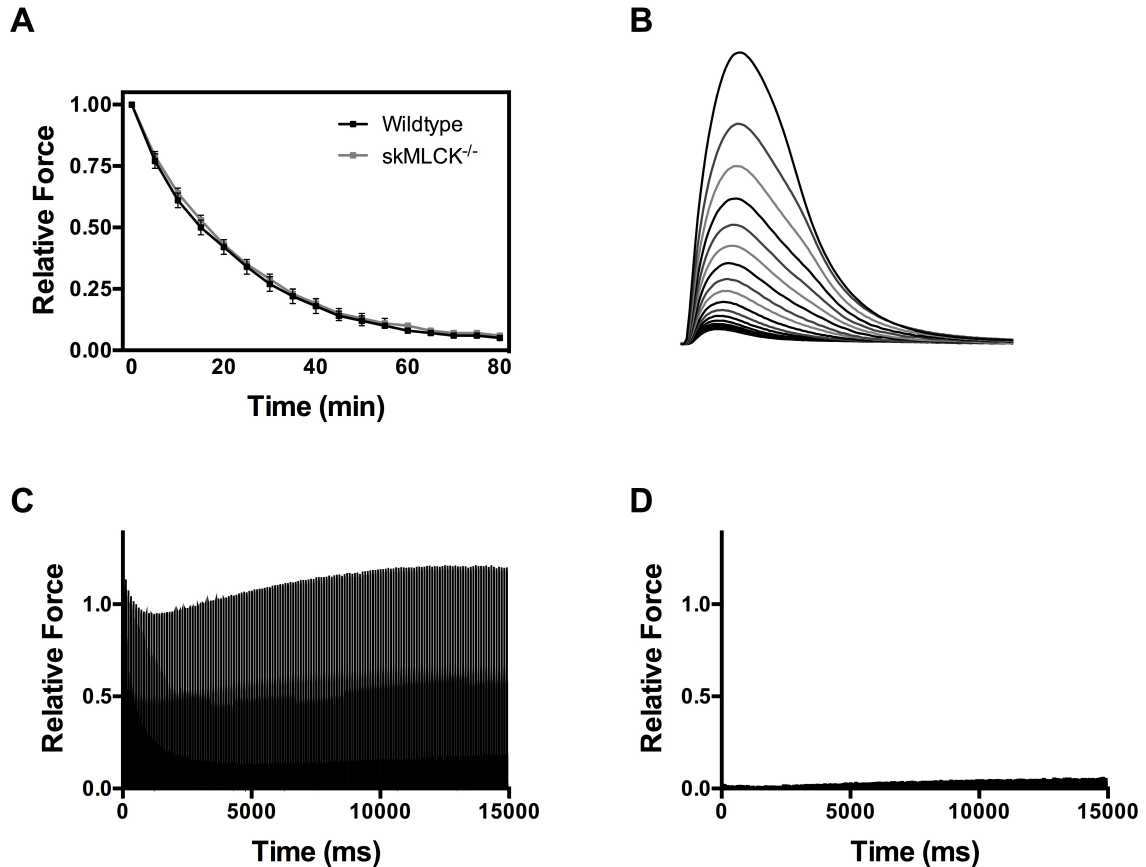 A
B
1.00
0.75
0.50
0.25
0.00
Relative Force
Wildtype
skMLCK-/-
0 20 40 60 80
Time (min)
C
D
1.0
0.5
0.0
Relative Force
0 5000 10000 15000
Time (ms)
1.0
0.5
0.0
Relative Force
0 5000 10000 15000
Time (ms)